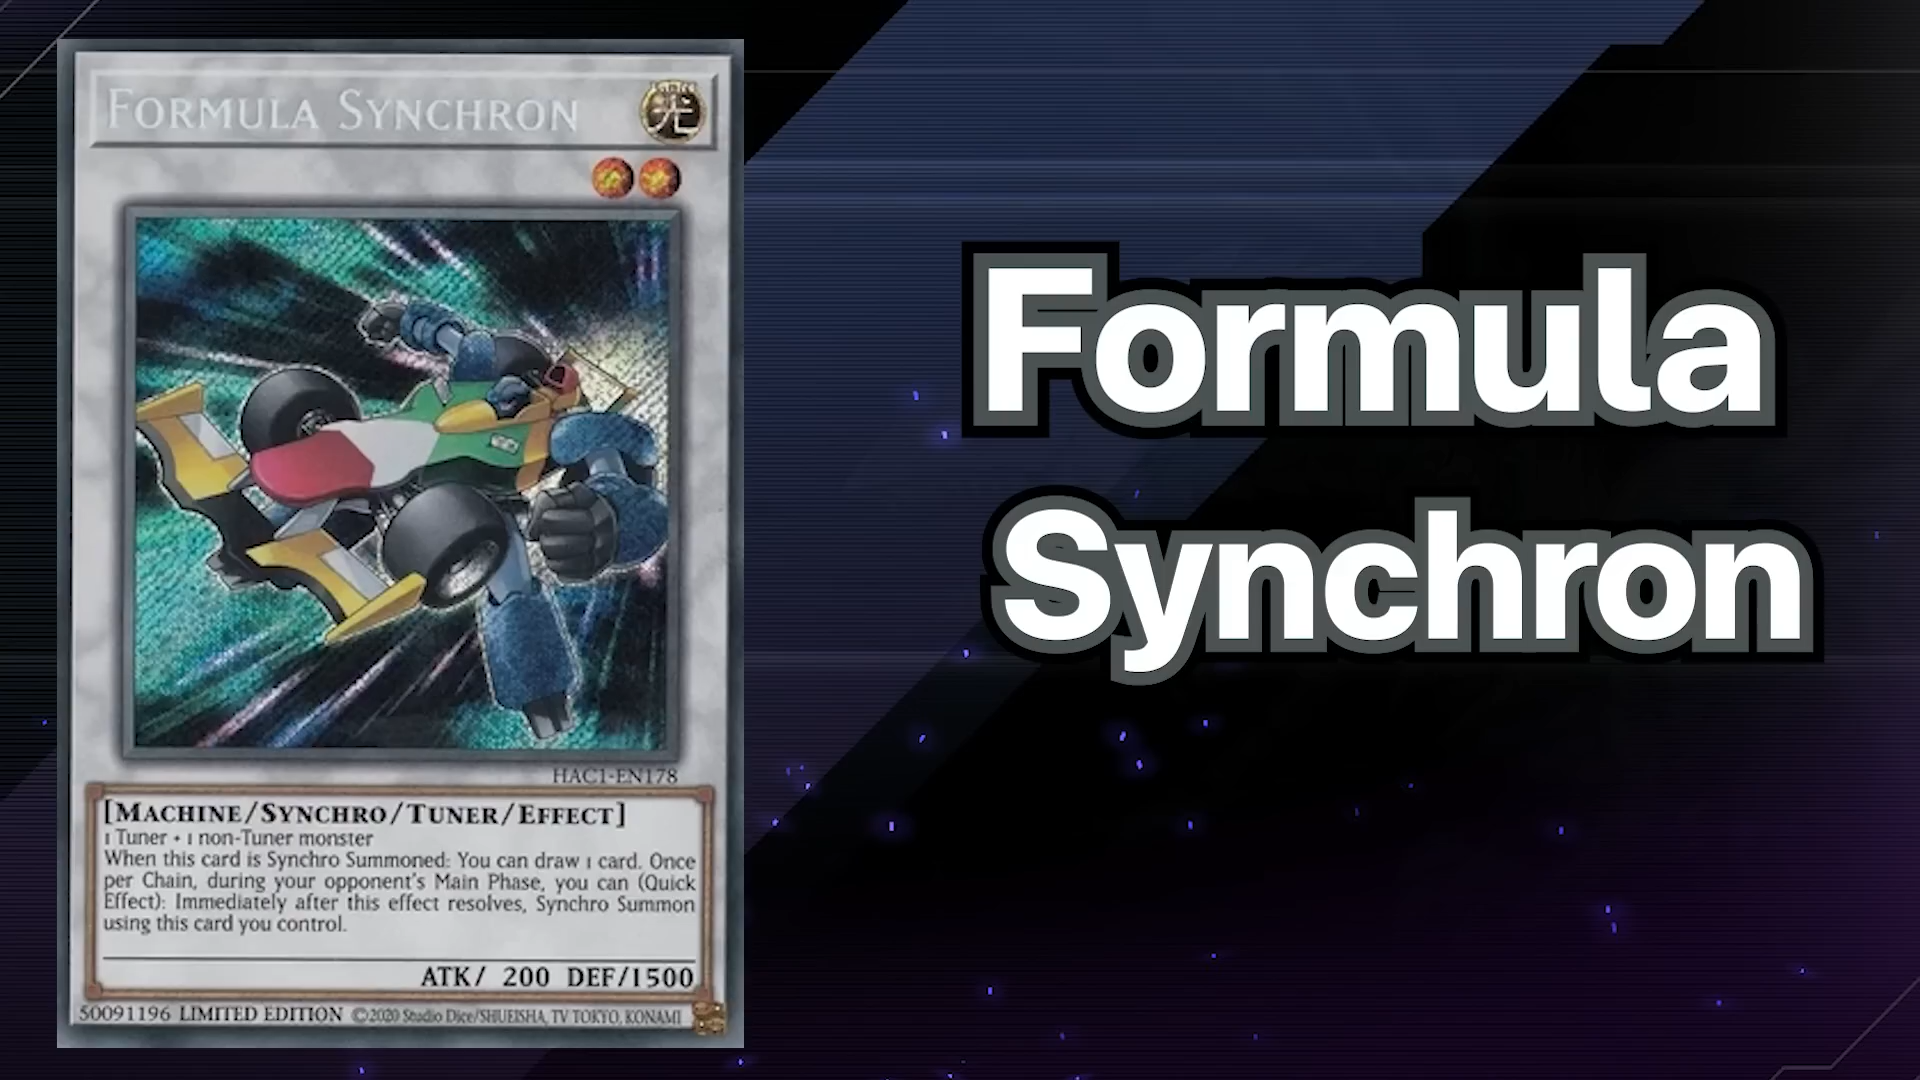 FORMULA SYNCHRON
光
HAC1-EN178
[MACHINE/SYNCHRO/TUNER/EFFECT]
1 Tuner + 1 non-Tuner monster
When this card is Synchro Summoned: You can draw 1 card. Once
per Chain, during your opponent's Main Phase, you can (Quick
Effect): Immediately after this effect resolves, Synchro Summon
using this card you control.
ATK/ 200 DEF/1500
50091196 LIMITED EDITION ©2020 Studio Dice/SHUEISHA, TV TOKYO, KONAMI
Formula
Synchron